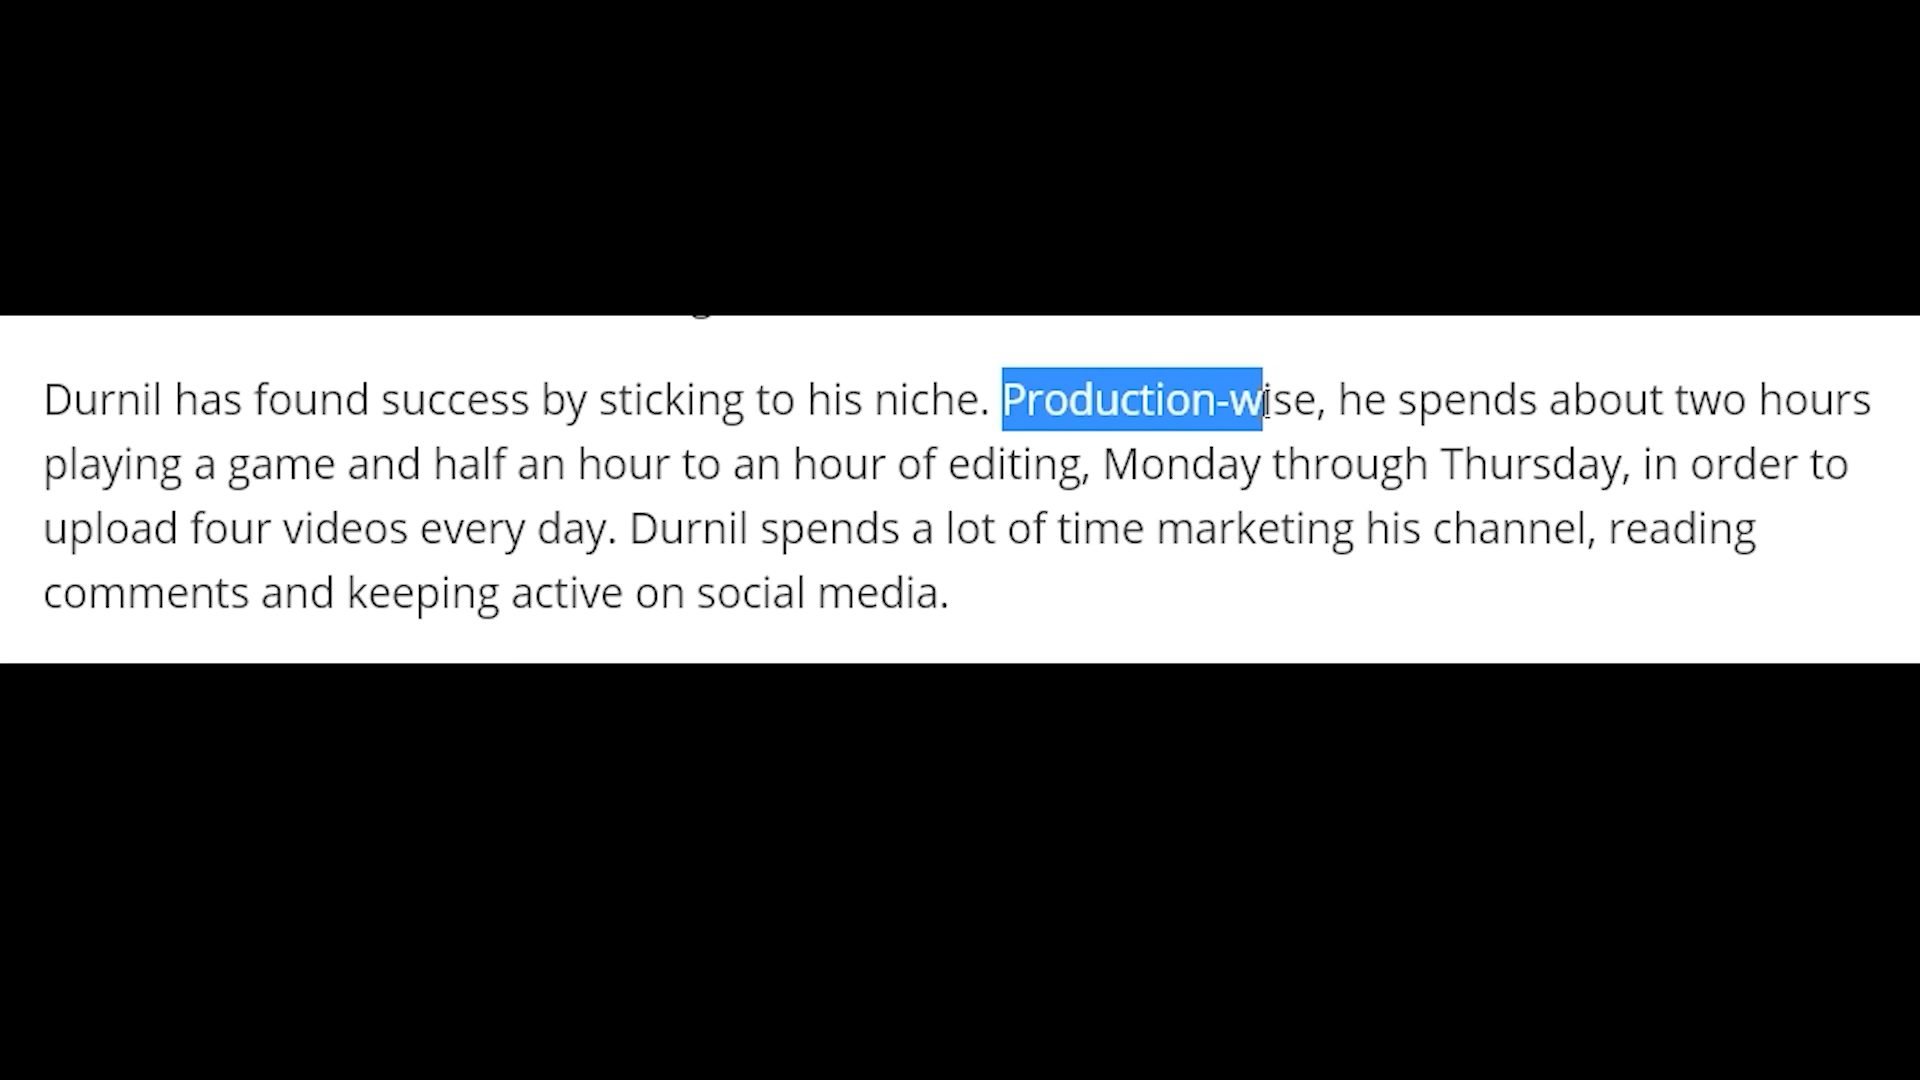 Durnil has found success by sticking to his niche. Production-wise, he spends about two hours
playing a game and half an hour to an hour of editing, Monday through Thursday, in order to
upload four videos every day. Durnil spends a lot of time marketing his channel, reading
comments and keeping active on social media.